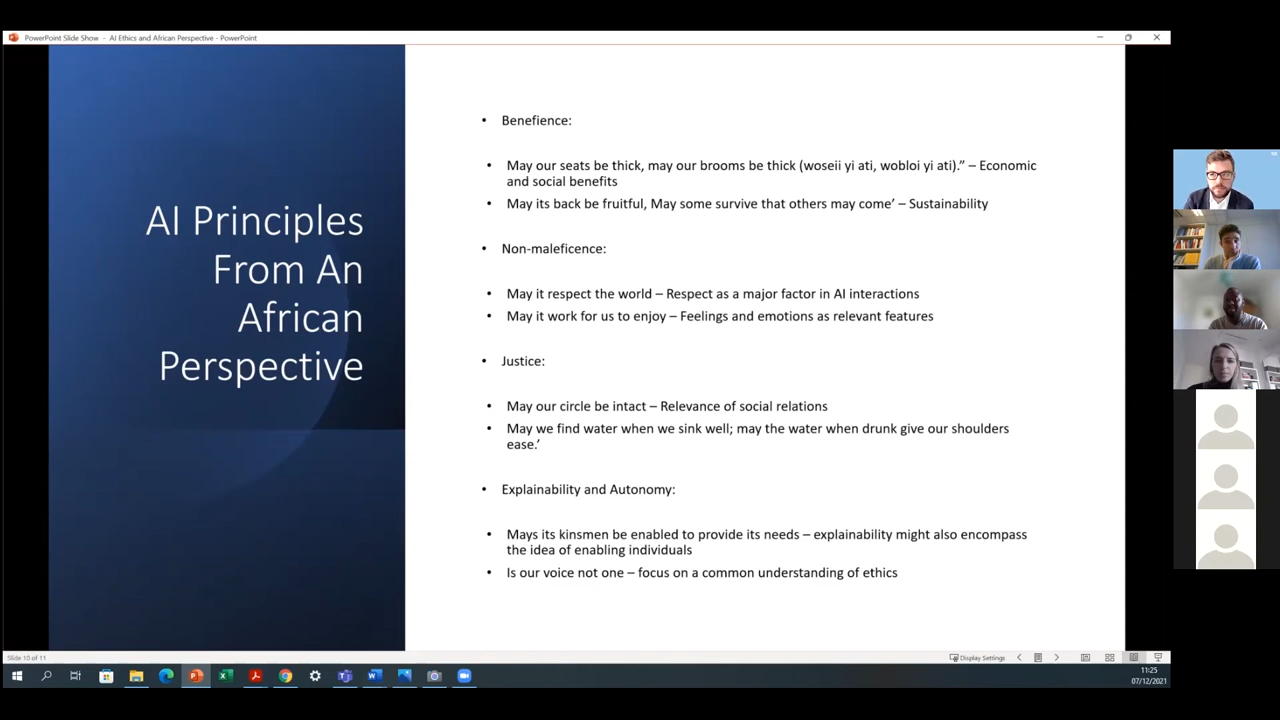 PowerPoint Slide Show - AI Ethics and African Perspective - PowerPoint
AI Principles
From An
African
Perspective
• Benefience:
• May our seats be thick, may our brooms be thick (woseii yi ati, wobloi yi ati).” – Economic
and social benefits
• May its back be fruitful, May some survive that others may come’ – Sustainability
• Non-maleficence:
• May it respect the world – Respect as a major factor in AI interactions
• May it work for us to enjoy – Feelings and emotions as relevant features
• Justice:
• May our circle be intact – Relevance of social relations
• May we find water when we sink well; may the water when drunk give our shoulders
ease.’
• Explainability and Autonomy:
• Mays its kinsmen be enabled to provide its needs – explainability might also encompass
the idea of enabling individuals
• Is our voice not one – focus on a common understanding of ethics
Slide 10 of 11
Display Settings
11:25
07/12/2021